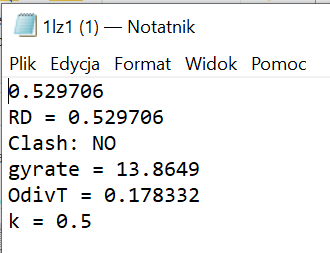 1lz1 (1) — Notatnik
Plik Edycja Format Widok Pomoc
0.529706
RD = 0.529706
Clash: NO
gyrate = 13.8649
OdivT = 0.178332
k = 0.5